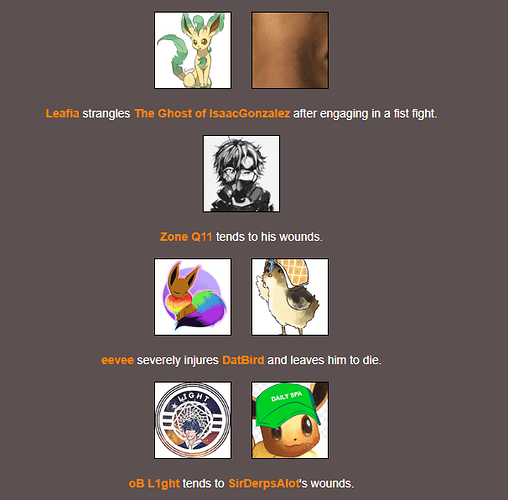 Leafia strangles The Ghost of IsaacGonzalez after engaging in a fist fight.
Zone Q11 tends to his wounds.
eevee severely injures DatBird and leaves him to die.
LIGHT
DAILY SPA
oB L1ght tends to SirDerpsAlot's wounds.